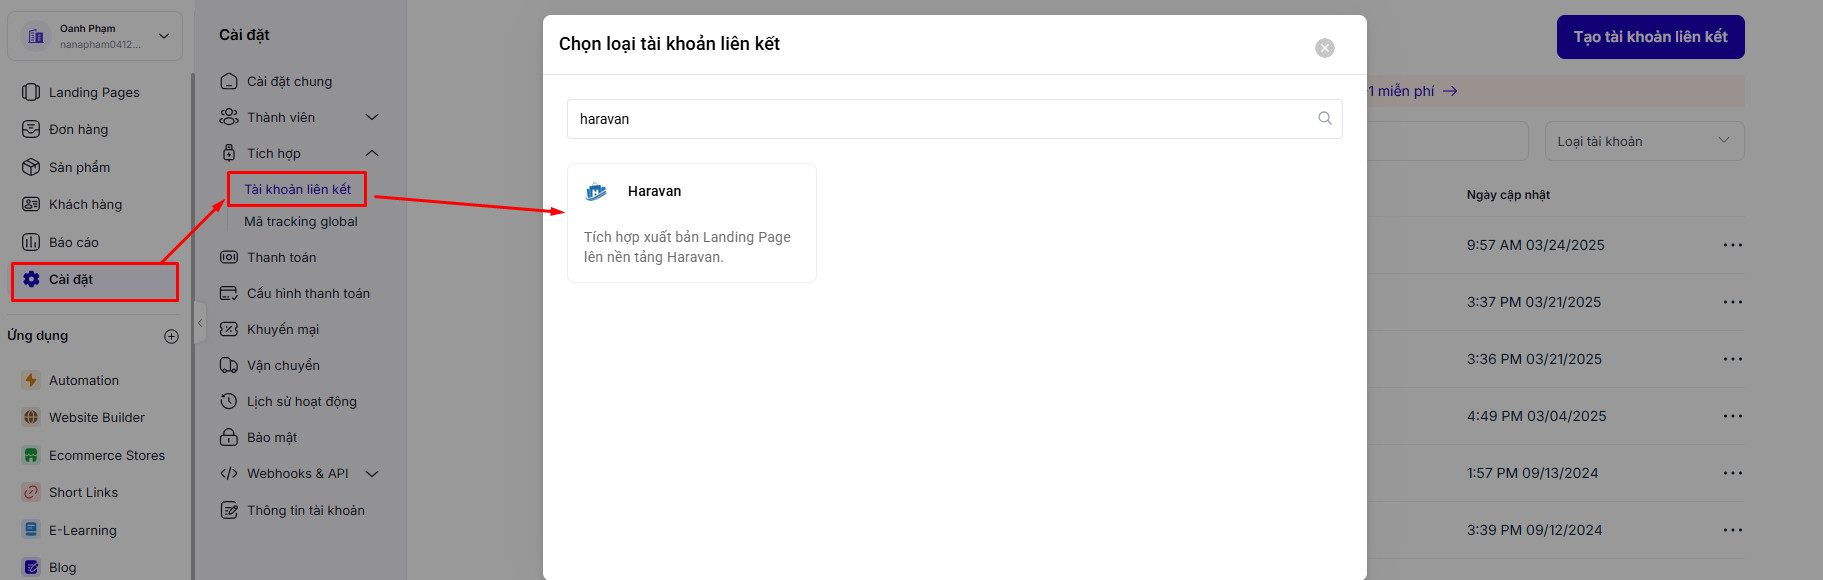 Oanh Phạm
nanapham0412...
Landing Pages
Đơn hàng
Sản phẩm
Khách hàng
Báo cáo
Cài đặt
Ứng dụng
Automation
Website Builder
Ecommerce Stores
Short Links
E-Learning
Blog
Cài đặt
Cài đặt chung
Thành viên
Tích hợp
Tài khoản liên kết
Mã tracking global
Thanh toán
Cấu hình thanh toán
Khuyến mại
Vận chuyển
Lịch sử hoạt động
Bảo mật
Webhooks & API
Thông tin tài khoản
Chọn loại tài khoản liên kết
haravan
Haravan
Tích hợp xuất bản Landing Page
lên nền tảng Haravan.
Tạo tài khoản liên kết
1 miễn phí
Loại tài khoản
Ngày cập nhật
9:57 AM 03/24/2025
3:37 PM 03/21/2025
3:36 PM 03/21/2025
4:49 PM 03/04/2025
1:57 PM 09/13/2024
3:39 PM 09/12/2024